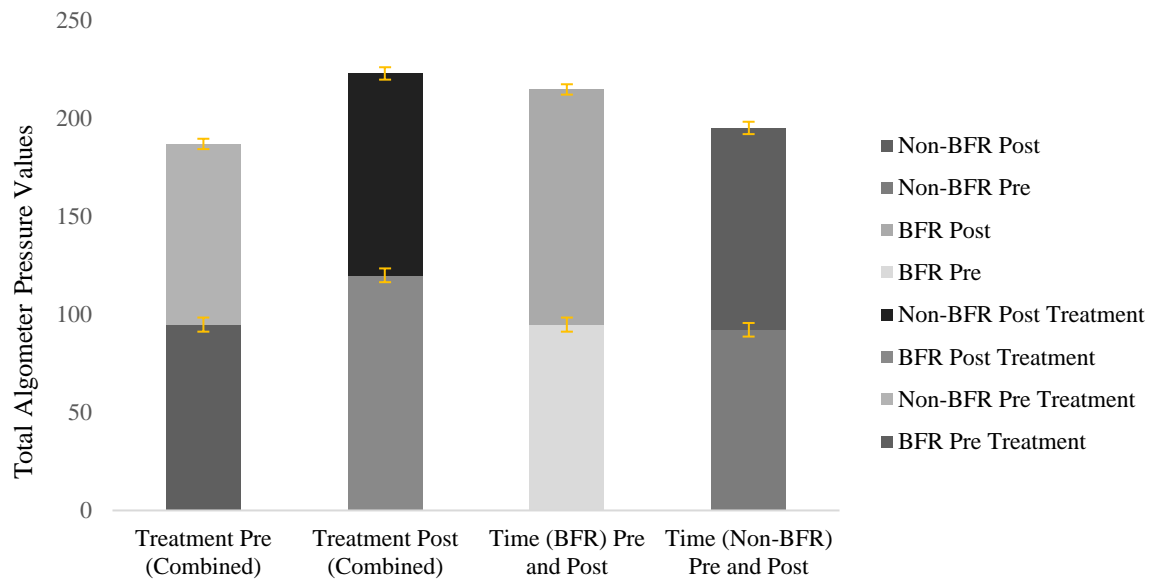 250
200
150
100
50
0
Total Algometer Pressure Values
Treatment Pre
(Combined)
Treatment Post
(Combined)
Time (BFR) Pre
and Post
Time (Non-BFR)
Pre and Post
Non-BFR Post
Non-BFR Pre
BFR Post
BFR Pre
Non-BFR Post Treatment
BFR Post Treatment
Non-BFR Pre Treatment
BFR Pre Treatment